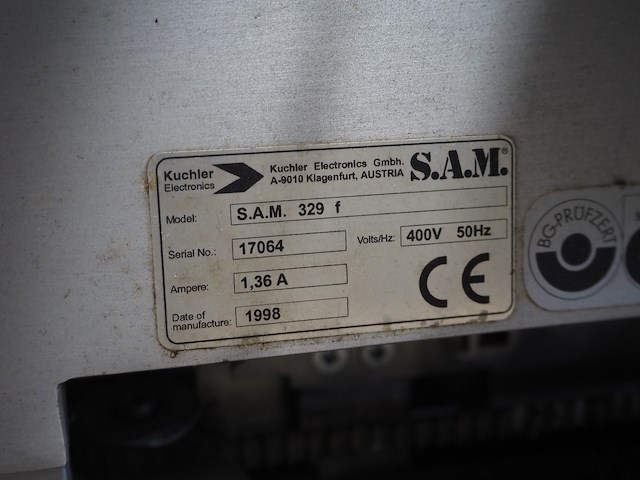 Kuchler
Electronics
Kuchler Electronics Gmbh.
A-9010 Klagenfurt, AUSTRIA
S.A.M.®
Model: S.A.M. 329 f
Serial No.: 17064
Volts/Hz: 400V 50Hz
Ampere: 1,36 A
CE
Date of
manufacture: 1998
BG-PRÜFZERT